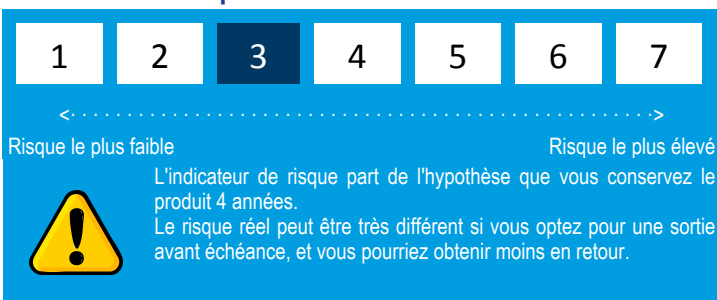 1 2 3 4 5 6 7
<· · · · · · · · · · · · · · · · · · · · · · · · · · · · · · · · · · · · · · · · · · · · · · · · · · · ·>
Risque le plus faible Risque le plus élevé
L'indicateur de risque part de l'hypothèse que vous conservez le
produit 4 années.
Le risque réel peut être très différent si vous optez pour une sortie
avant échéance, et vous pourriez obtenir moins en retour.